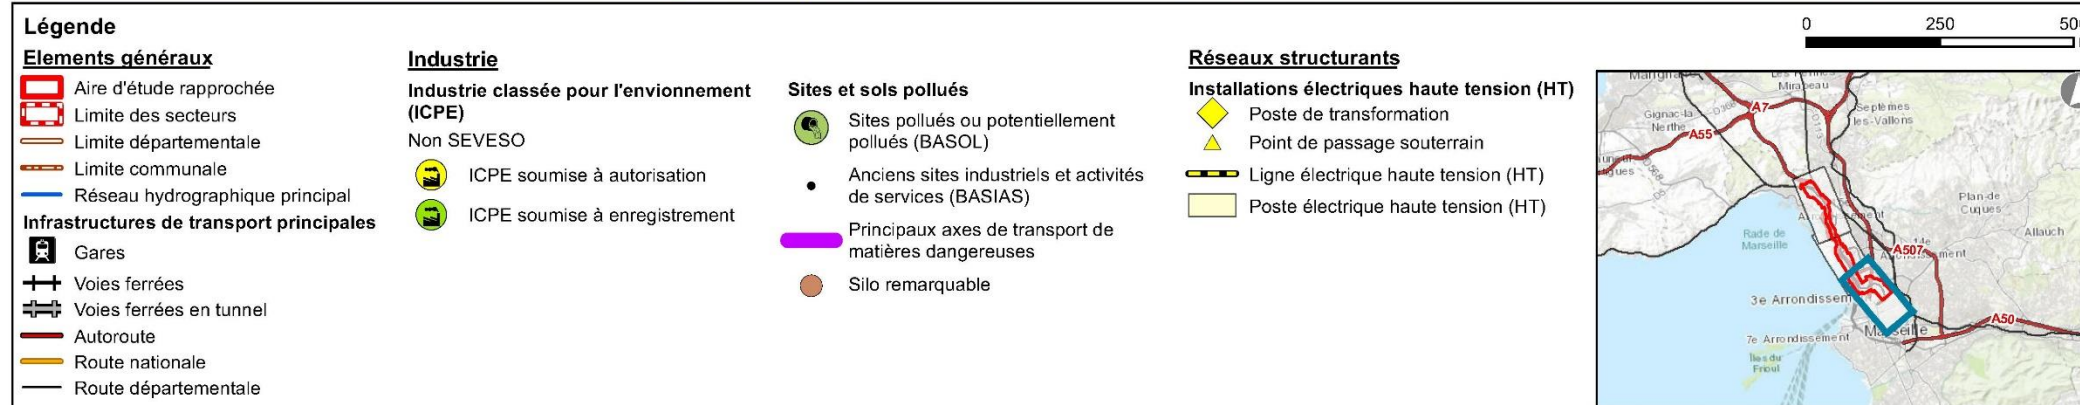 Légende
Elements généraux
Aire d'étude rapprochée
Limite des secteurs
Limite départementale
Limite communale
Réseau hydrographique principal
Infrastructures de transport principales
Gares
Voies ferrées
Voies ferrées en tunnel
Autoroute
Route nationale
Route départementale
Industrie
Industrie classée pour l'envionnement
(ICPE)
Non SEVESO
ICPE soumise à autorisation
ICPE soumise à enregistrement
Sites et sols pollués
Sites pollués ou potentiellement
pollués (BASOL)
Anciens sites industriels et activités
de services (BASIAS)
Principaux axes de transport de
matières dangereuses
Silo remarquable
Réseaux structurants
Installations électriques haute tension (HT)
Poste de transformation
Point de passage souterrain
Ligne électrique haute tension (HT)
Poste électrique haute tension (HT)
0 250
A7
Mirabeau
Septèmes
les-Vallons
Gignac-la
Nerthe
A55
Plan-de
Cuques
Allauch
Rade de
Marseille
A507
3e Arrondissem
Marseille
A50
7e Arrondissement
Îles du
Frioul